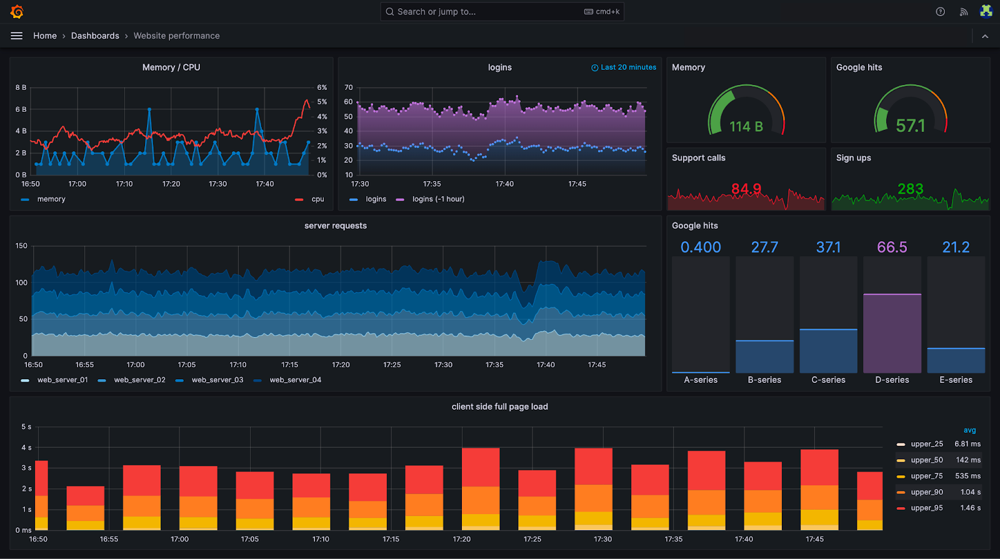 Search or jump to... cmd+k
Home › Dashboards › Website performance
Memory / CPU
8 B
6 B
4 B
2 B
0 B
6%
5%
4%
3%
2%
1%
0%
16:50 17:00 17:10 17:20 17:30 17:40
memory cpu
logins Last 20 minutes
70
60
50
40
30
20
10
17:30 17:35 17:40 17:45
logins logins (-1 hour)
Memory
114 B
Google hits
57.1
Support calls
84.9
Sign ups
283
server requests
150
100
50
0
16:50 16:55 17:00 17:05 17:10 17:15 17:20 17:25 17:30 17:35 17:40 17:45
web_server_01 web_server_02 web_server_03 web_server_04
Google hits
0.400 27.7 37.1 66.5 21.2
A-series B-series C-series D-series E-series
client side full page load
5 s
4 s
3 s
2 s
1 s
0 ms
16:50 16:55 17:00 17:05 17:10 17:15 17:20 17:25 17:30 17:35 17:40 17:45
avg
upper_25 6.81 ms
upper_50 142 ms
upper_75 535 ms
upper_90 1.04 s
upper_95 1.46 s